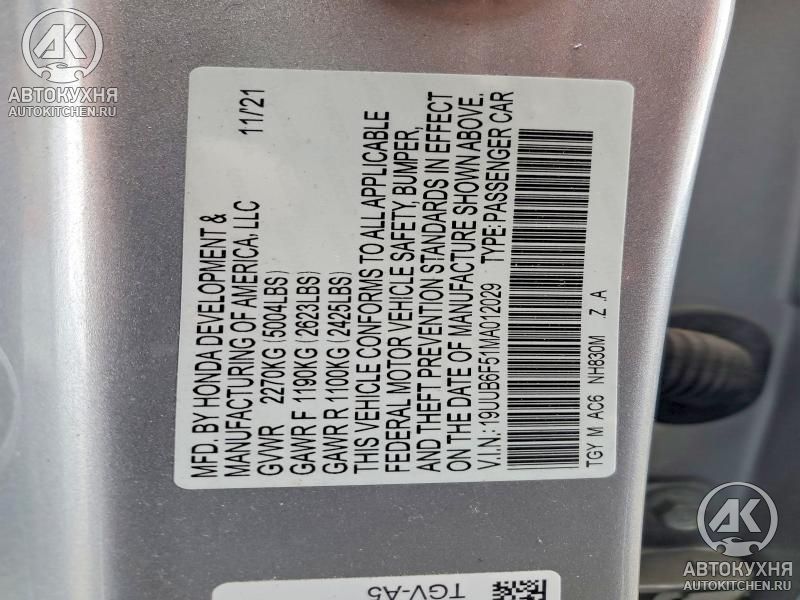 AK
АВТОКУХНЯ
AUTOKITCHEN.RU
MFD. BY HONDA DEVELOPMENT &
MANUFACTURING OF AMERICA, LLC 11/'21
GVWR 2270KG (5004LBS)
GAWR F 1190KG (2623LBS)
GAWR R 1100KG (2425LBS)
THIS VEHICLE CONFORMS TO ALL APPLICABLE
FEDERAL MOTOR VEHICLE SAFETY, BUMPER,
AND THEFT PREVENTION STANDARDS IN EFFECT
ON THE DATE OF MANUFACTURE SHOWN ABOVE.
V.I.N.:19UUB6F51MA012029 TYPE:PASSENGER CAR
TGY M AC6 NH830M Z .A
TGV-A5
AK
АВТОКУХНЯ
AUTOKITCHEN.RU